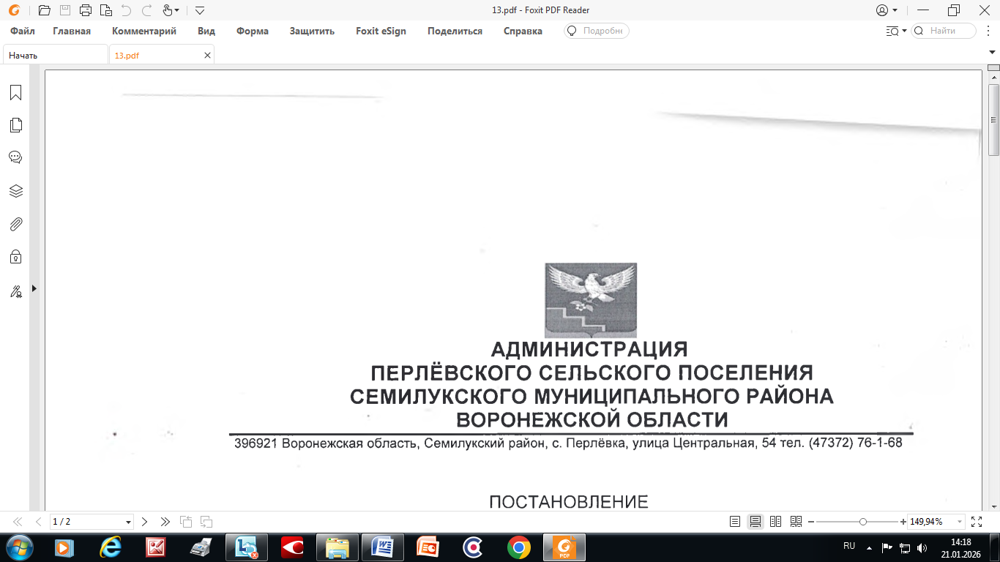 13.pdf - Foxit PDF Reader
Файл Главная Комментарий Вид Форма Защитить Foxit eSign Поделиться Справка Подробне Найти
Начать 13.pdf
АДМИНИСТРАЦИЯ
ПЕРЛЁВСКОГО СЕЛЬСКОГО ПОСЕЛЕНИЯ
СЕМИЛУКСКОГО МУНИЦИПАЛЬНОГО РАЙОНА
ВОРОНЕЖСКОЙ ОБЛАСТИ
396921 Воронежская область, Семилукский район, с. Перлёвка, улица Центральная, 54 тел. (47372) 76-1-68
ПОСТАНОВЛЕНИЕ
1 / 2 149,94%
PDF
RU 14:18
21.01.2026